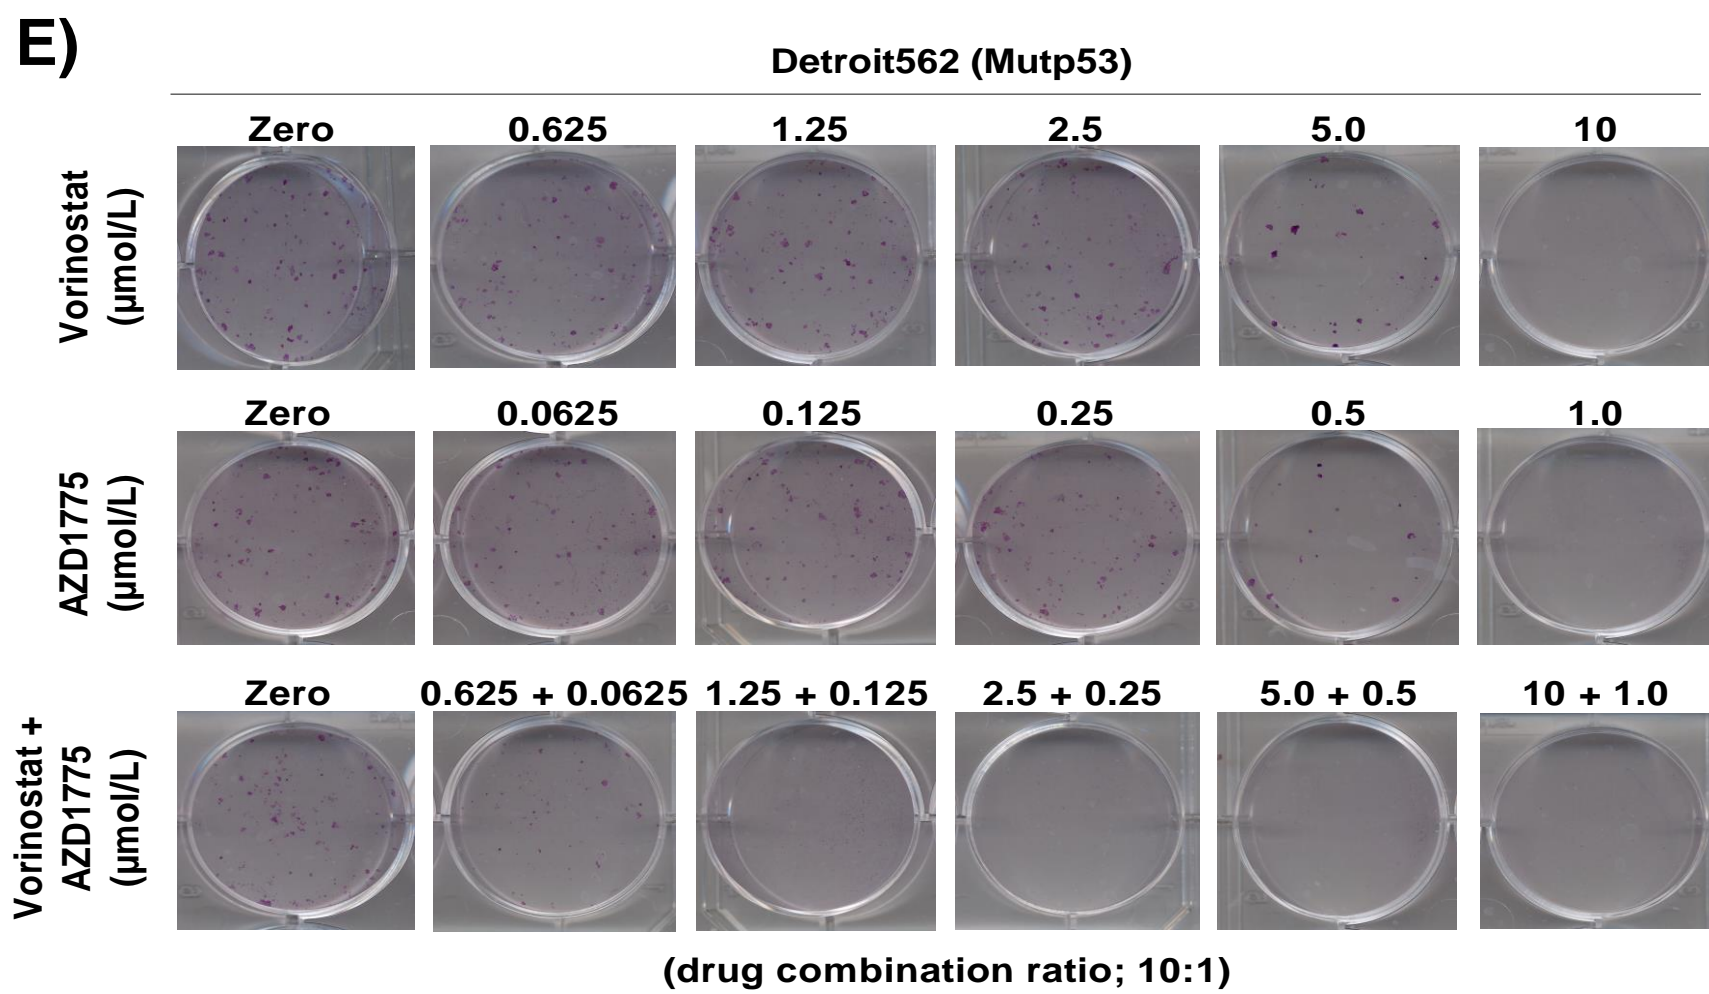 E)
Detroit562 (Mutp53)
Zero 0.625 1.25 2.5 5.0 10
Vorinostat
(µmol/L)
Zero 0.0625 0.125 0.25 0.5 1.0
AZD1775
(µmol/L)
Zero 0.625 + 0.0625 1.25 + 0.125 2.5 + 0.25 5.0 + 0.5 10 + 1.0
Vorinostat +
AZD1775
(µmol/L)
(drug combination ratio; 10:1)